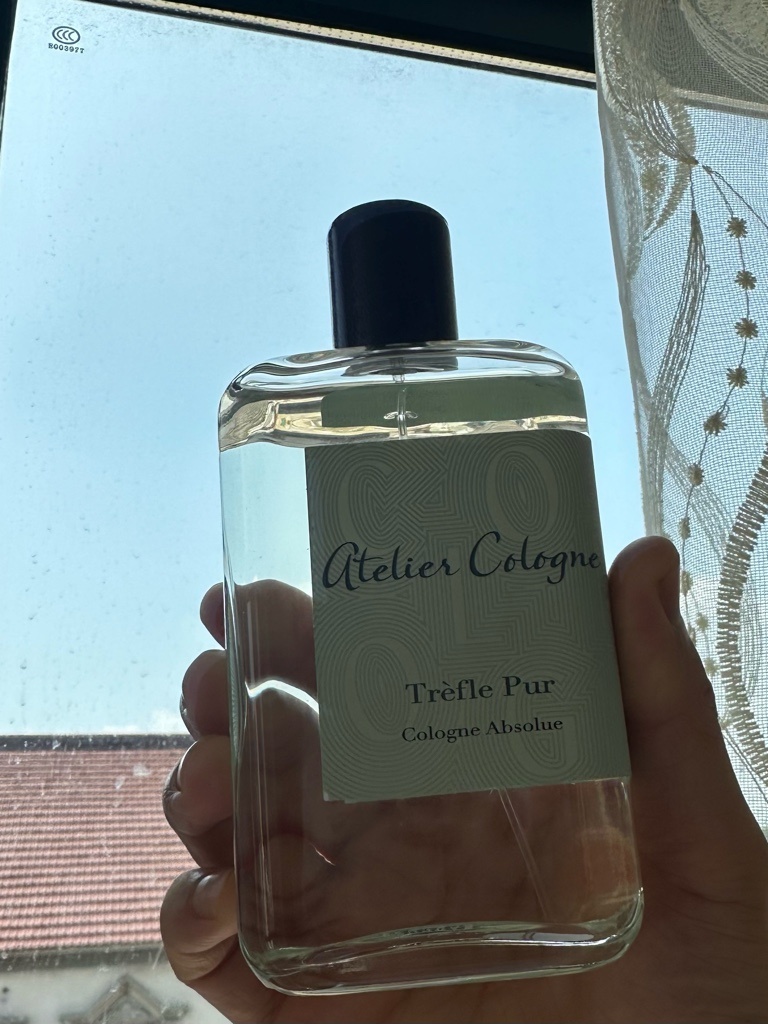 E003977
Atelier Cologne
Trèfle Pur
Cologne Absolue